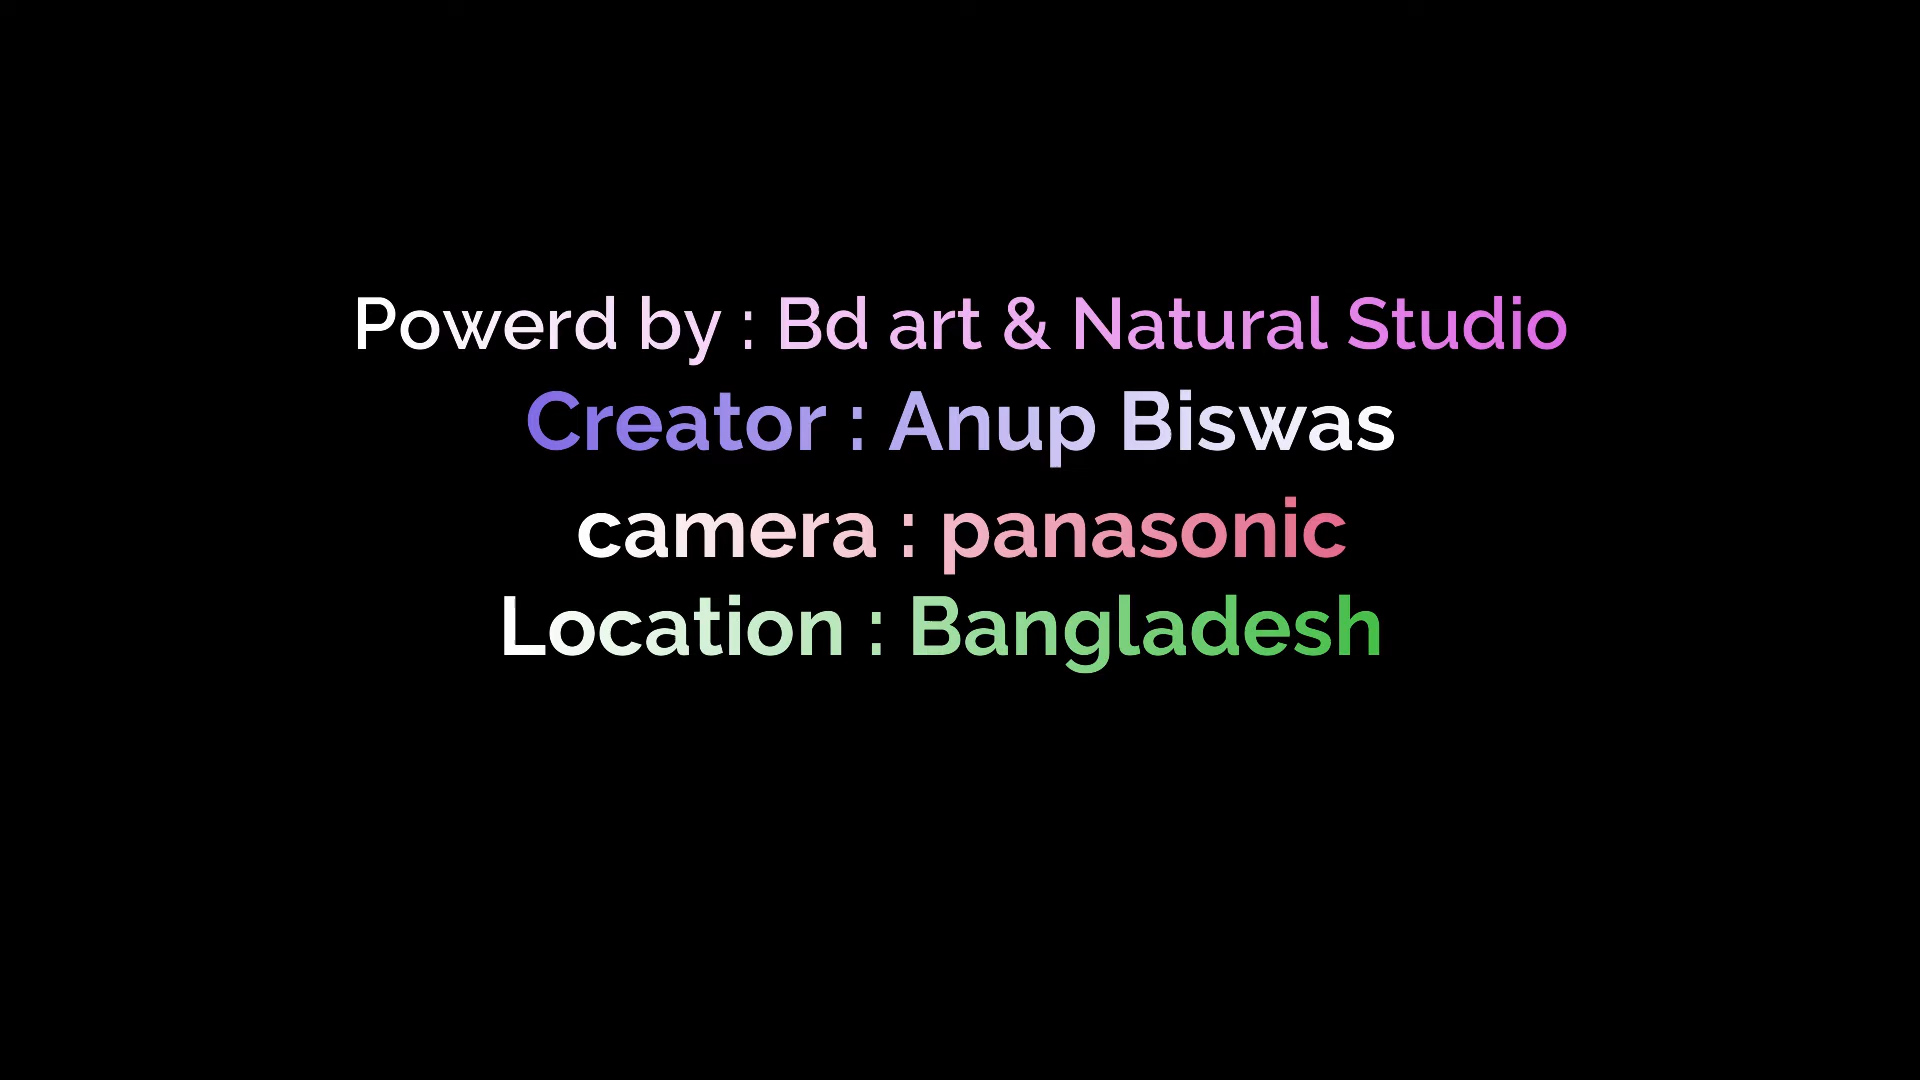 Powerd by : Bd art & Natural Studio
Creator : Anup Biswas
camera : panasonic
Location : Bangladesh